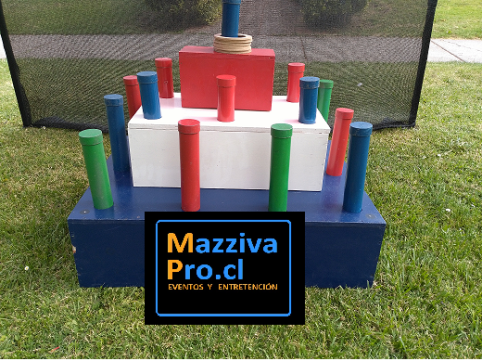 Mazziva
Pro.cl
EVENTOS Y ENTRETENCIÓN